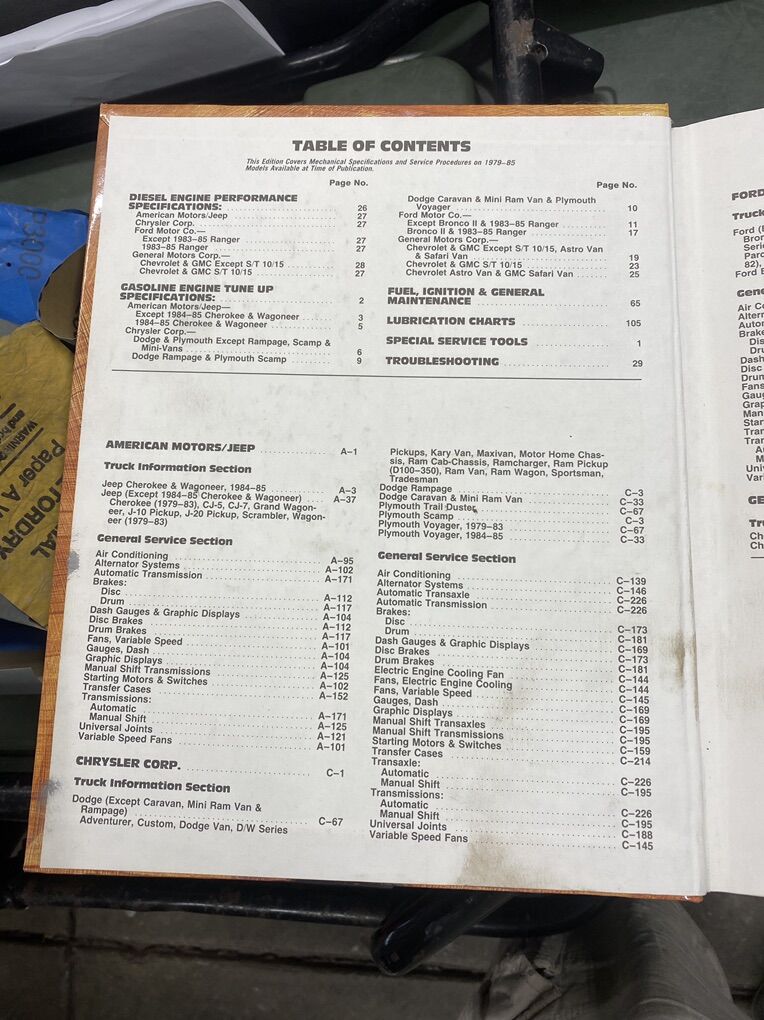 TABLE OF CONTENTS
This Edition Covers Mechanical Specifications and Service Procedures on 1979–85
Models Available at Time of Publication.
Page No.
DIESEL ENGINE PERFORMANCE
SPECIFICATIONS: 26
American Motors/Jeep 27
Chrysler Corp. 27
Ford Motor Co.—
Except 1983–85 Ranger 27
1983–85 Ranger 27
General Motors Corp.—
Chevrolet & GMC Except S/T 10/15 28
Chevrolet & GMC S/T 10/15 27
GASOLINE ENGINE TUNE UP
SPECIFICATIONS: 2
American Motors/Jeep—
Except 1984–85 Cherokee & Wagoneer 3
1984–85 Cherokee & Wagoneer 5
Chrysler Corp.—
Dodge & Plymouth Except Rampage, Scamp &
Mini-Vans 6
Dodge Rampage & Plymouth Scamp 9
Page No.
Dodge Caravan & Mini Ram Van & Plymouth
Voyager 10
Ford Motor Co.—
Except Bronco II & 1983–85 Ranger 11
Bronco II & 1983–85 Ranger 17
General Motors Corp.—
Chevrolet & GMC Except S/T 10/15, Astro Van
& Safari Van 19
Chevrolet & GMC S/T 10/15 23
Chevrolet Astro Van & GMC Safari Van 25
FUEL, IGNITION & GENERAL
MAINTENANCE 65
LUBRICATION CHARTS 105
SPECIAL SERVICE TOOLS 1
TROUBLESHOOTING 29
AMERICAN MOTORS/JEEP A–1
Truck Information Section
Jeep Cherokee & Wagoneer, 1984–85 A–3
Jeep (Except 1984–85 Cherokee & Wagoneer) A–37
Cherokee (1979–83), CJ-5, CJ-7, Grand Wagon-
eer, J-10 Pickup, J-20 Pickup, Scrambler, Wagon-
eer (1979–83)
General Service Section
Air Conditioning A–95
Alternator Systems A–102
Automatic Transmission A–171
Brakes:
Disc A–112
Drum A–117
Dash Gauges & Graphic Displays A–104
Disc Brakes A–112
Drum Brakes A–117
Fans, Variable Speed A–101
Gauges, Dash A–104
Graphic Displays A–104
Manual Shift Transmissions A–125
Starting Motors & Switches A–102
Transfer Cases A–152
Transmissions:
Automatic A–171
Manual Shift A–125
Universal Joints A–121
Variable Speed Fans A–101
CHRYSLER CORP. C–1
Truck Information Section
Dodge (Except Caravan, Mini Ram Van &
Rampage) C–67
Adventurer, Custom, Dodge Van, D/W Series
Pickups, Kary Van, Maxivan, Motor Home Chas-
sis, Ram Cab-Chassis, Ramcharger, Ram Pickup
(D100–350), Ram Van, Ram Wagon, Sportsman,
Tradesman
Dodge Rampage C–3
Dodge Caravan & Mini Ram Van C–33
Plymouth Trail Duster C–67
Plymouth Scamp C–3
Plymouth Voyager, 1979–83 C–67
Plymouth Voyager, 1984–85 C–33
General Service Section
Air Conditioning C–139
Alternator Systems C–146
Automatic Transaxle C–226
Automatic Transmission C–226
Brakes:
Disc C–173
Drum C–181
Dash Gauges & Graphic Displays C–169
Disc Brakes C–173
Drum Brakes C–181
Electric Engine Cooling Fan C–144
Fans, Electric Engine Cooling C–144
Fans, Variable Speed C–145
Gauges, Dash C–169
Graphic Displays C–169
Manual Shift Transaxles C–195
Manual Shift Transmissions C–195
Starting Motors & Switches C–159
Transfer Cases C–214
Transaxle:
Automatic C–226
Manual Shift C–195
Transmissions:
Automatic C–226
Manual Shift C–195
Universal Joints C–188
Variable Speed Fans C–145
FORD
Truck
Ford (
82),
Ford
Disc
Dash
P3000
Paper